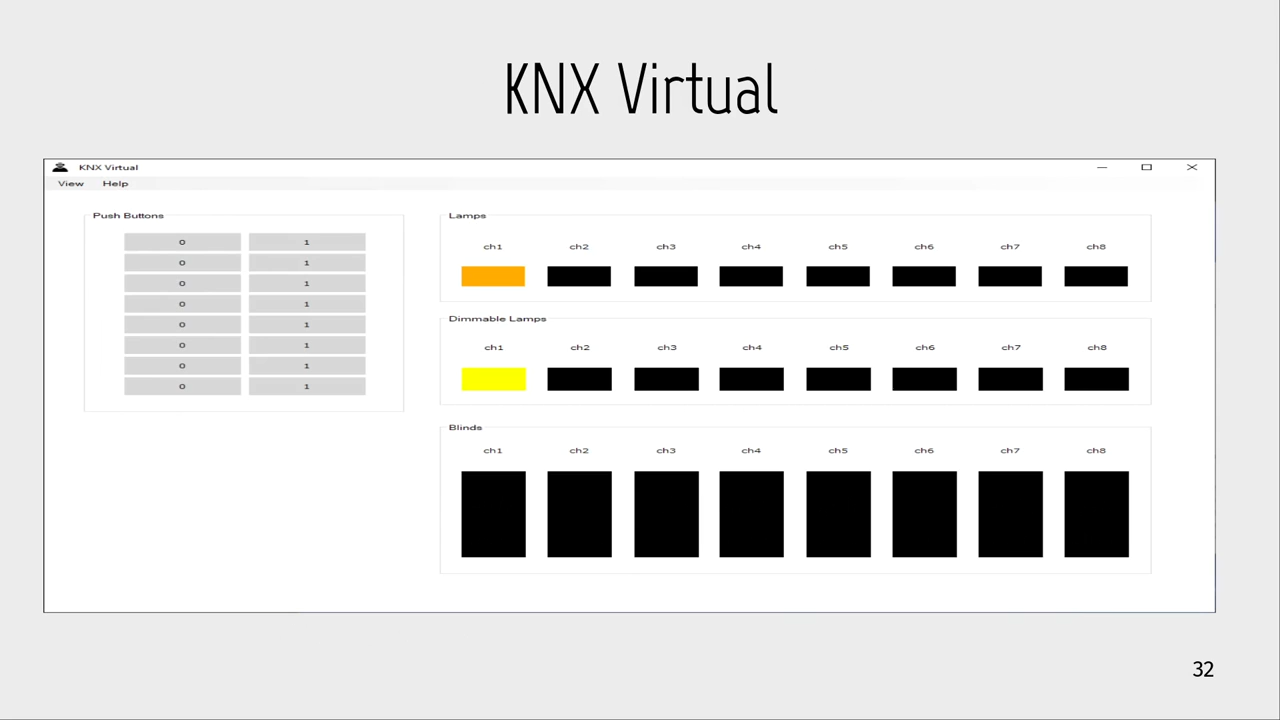 KNX Virtual
KNX Virtual
View Help
Push Buttons
0 1
0 1
0 1
0 1
0 1
0 1
0 1
0 1
Lamps
ch1 ch2 ch3 ch4 ch5 ch6 ch7 ch8
Dimmable Lamps
ch1 ch2 ch3 ch4 ch5 ch6 ch7 ch8
Blinds
ch1 ch2 ch3 ch4 ch5 ch6 ch7 ch8
32